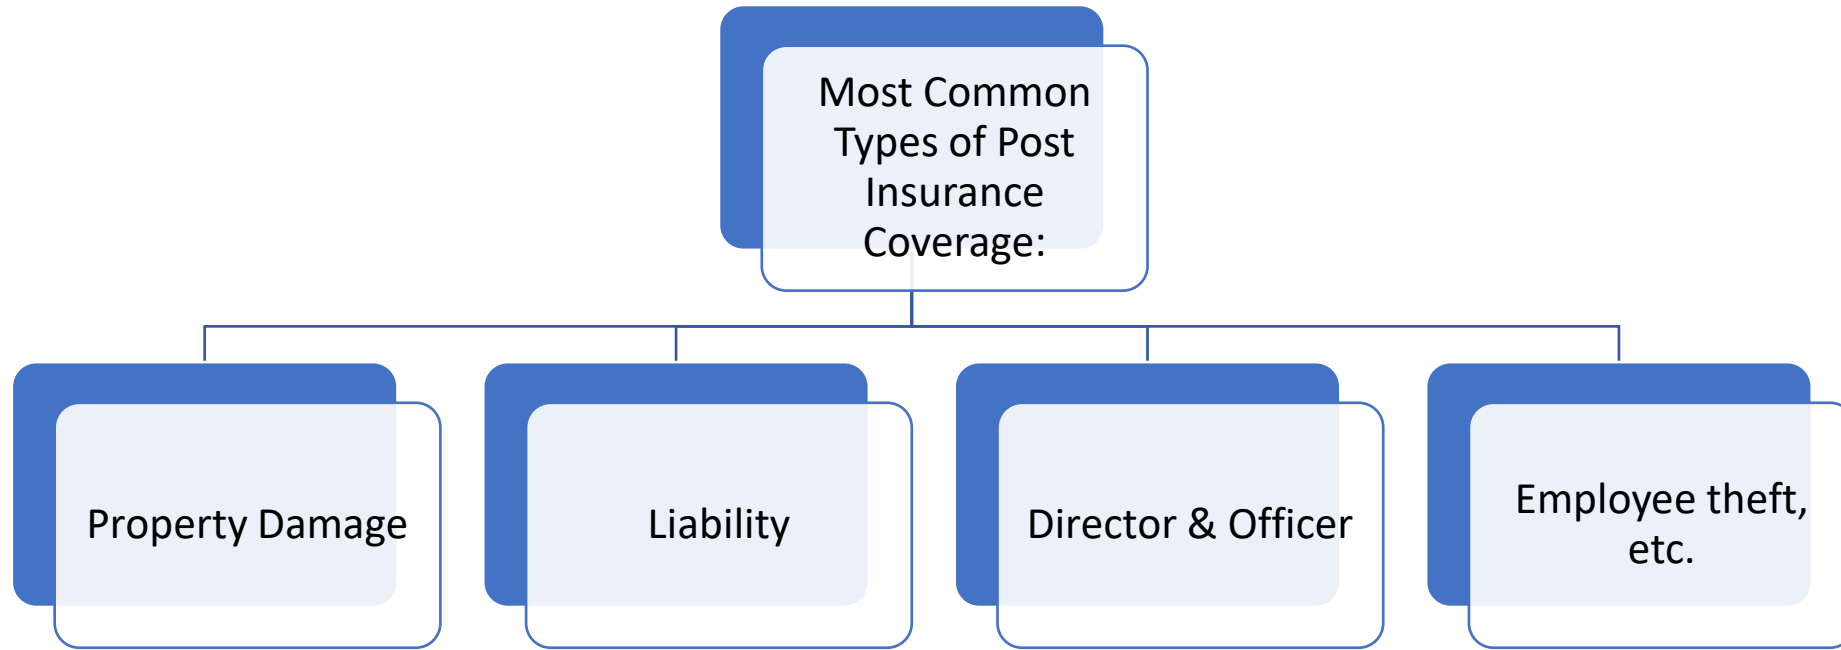 Most Common
Types of Post
Insurance
Coverage:
Property Damage
Liability
Director & Officer
Employee theft,
etc.